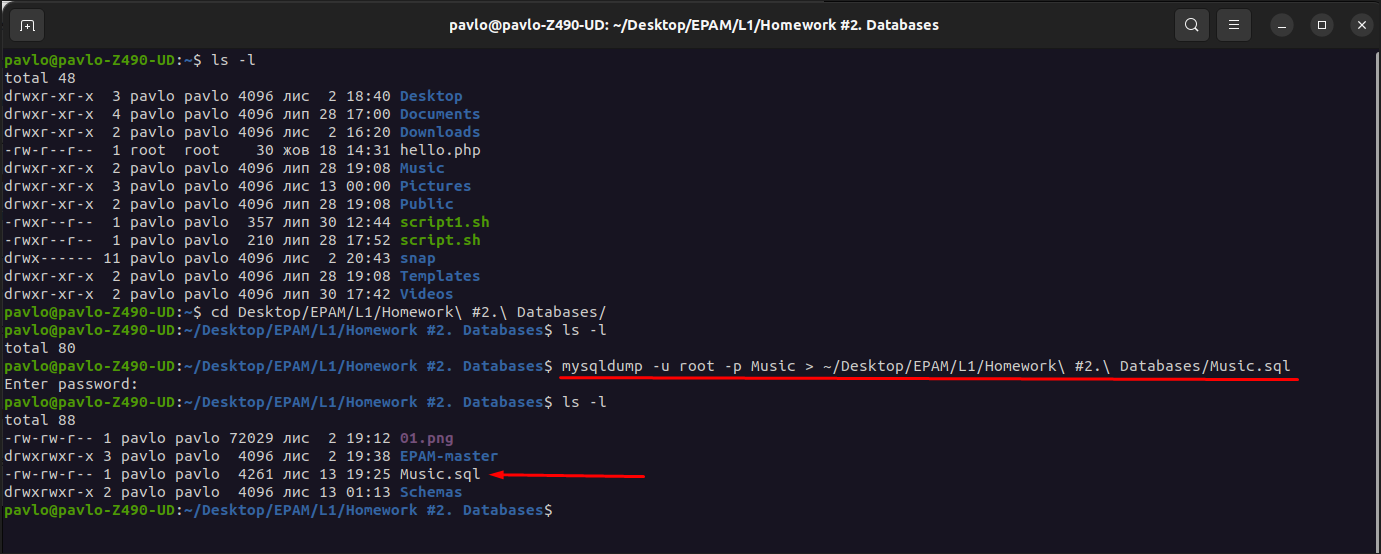 pavlo@pavlo-Z490-UD: ~/Desktop/EPAM/L1/Homework #2. Databases
pavlo@pavlo-Z490-UD:~$ ls -l
total 48
drwxr-xr-x  3 pavlo pavlo 4096 лис  2 18:40 Desktop
drwxr-xr-x  4 pavlo pavlo 4096 лип 28 17:00 Documents
drwxr-xr-x  2 pavlo pavlo 4096 лис  2 16:20 Downloads
-rw-r--r--  1 root  root    30 жов 18 14:31 hello.php
drwxr-xr-x  2 pavlo pavlo 4096 лип 28 19:08 Music
drwxr-xr-x  3 pavlo pavlo 4096 лис 13 00:00 Pictures
drwxr-xr-x  2 pavlo pavlo 4096 лип 28 19:08 Public
-rwxr--r--  1 pavlo pavlo  357 лип 30 12:44 script1.sh
-rwxr--r--  1 pavlo pavlo  210 лип 28 17:52 script.sh
drwx------ 11 pavlo pavlo 4096 лис  2 20:43 snap
drwxr-xr-x  2 pavlo pavlo 4096 лип 28 19:08 Templates
drwxr-xr-x  2 pavlo pavlo 4096 лип 30 17:42 Videos
pavlo@pavlo-Z490-UD:~$ cd Desktop/EPAM/L1/Homework\ #2.\ Databases/
pavlo@pavlo-Z490-UD:~/Desktop/EPAM/L1/Homework #2. Databases$ ls -l
total 80
pavlo@pavlo-Z490-UD:~/Desktop/EPAM/L1/Homework #2. Databases$ mysqldump -u root -p Music > ~/Desktop/EPAM/L1/Homework\ #2.\ Databases/Music.sql
Enter password:
pavlo@pavlo-Z490-UD:~/Desktop/EPAM/L1/Homework #2. Databases$ ls -l
total 88
-rw-rw-r-- 1 pavlo pavlo 72029 лис  2 19:12 01.png
drwxrwxr-x 3 pavlo pavlo  4096 лис  2 19:38 EPAM-master
-rw-rw-r-- 1 pavlo pavlo  4261 лис 13 19:25 Music.sql
drwxrwxr-x 2 pavlo pavlo  4096 лис 13 01:13 Schemas
pavlo@pavlo-Z490-UD:~/Desktop/EPAM/L1/Homework #2. Databases$